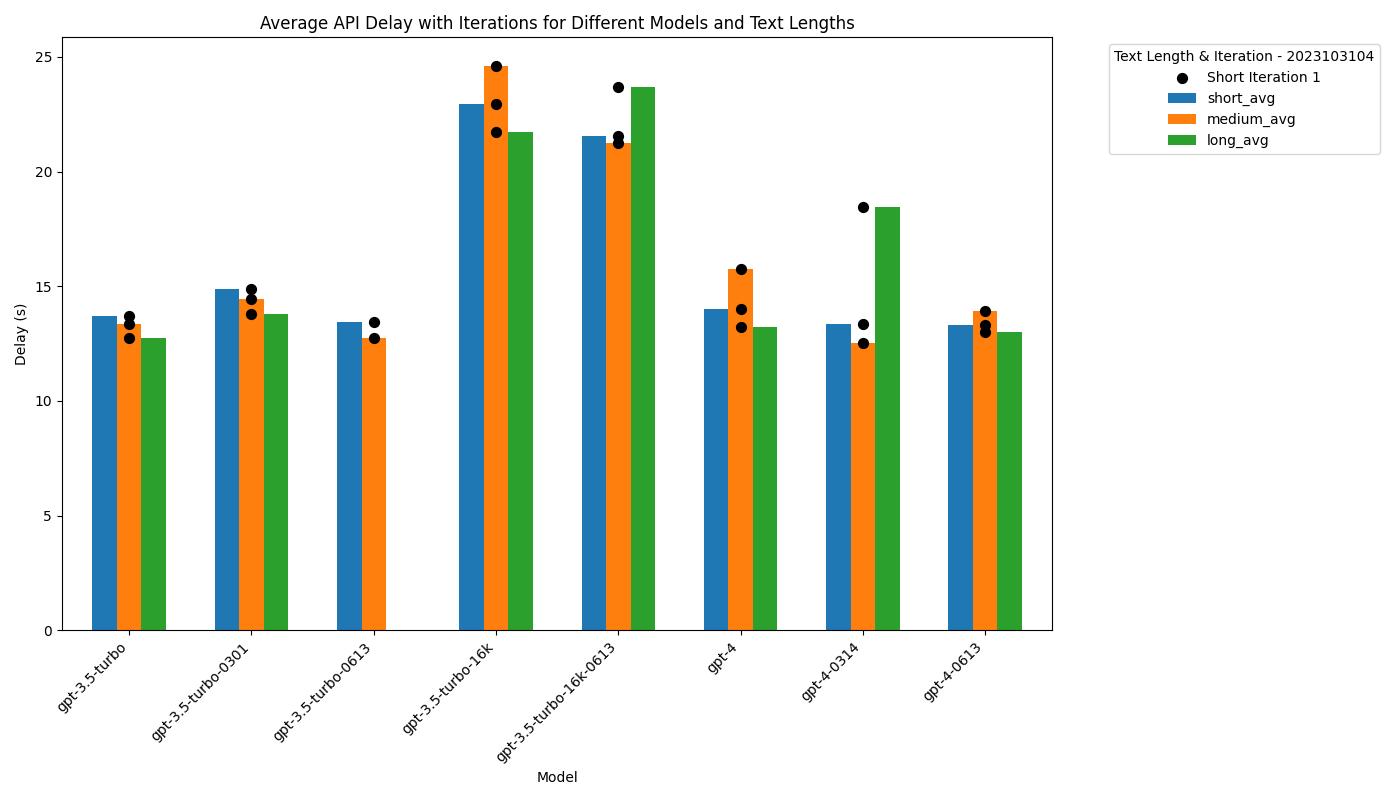 Average API Delay with Iterations for Different Models and Text Lengths
Text Length & Iteration - 2023103104
Short Iteration 1
short_avg
medium_avg
long_avg
25
20
15
10
5
0
Delay (s)
gpt-3.5-turbo
gpt-3.5-turbo-0301
gpt-3.5-turbo-0613
gpt-3.5-turbo-16k
gpt-3.5-turbo-16k-0613
gpt-4
gpt-4-0314
gpt-4-0613
Model